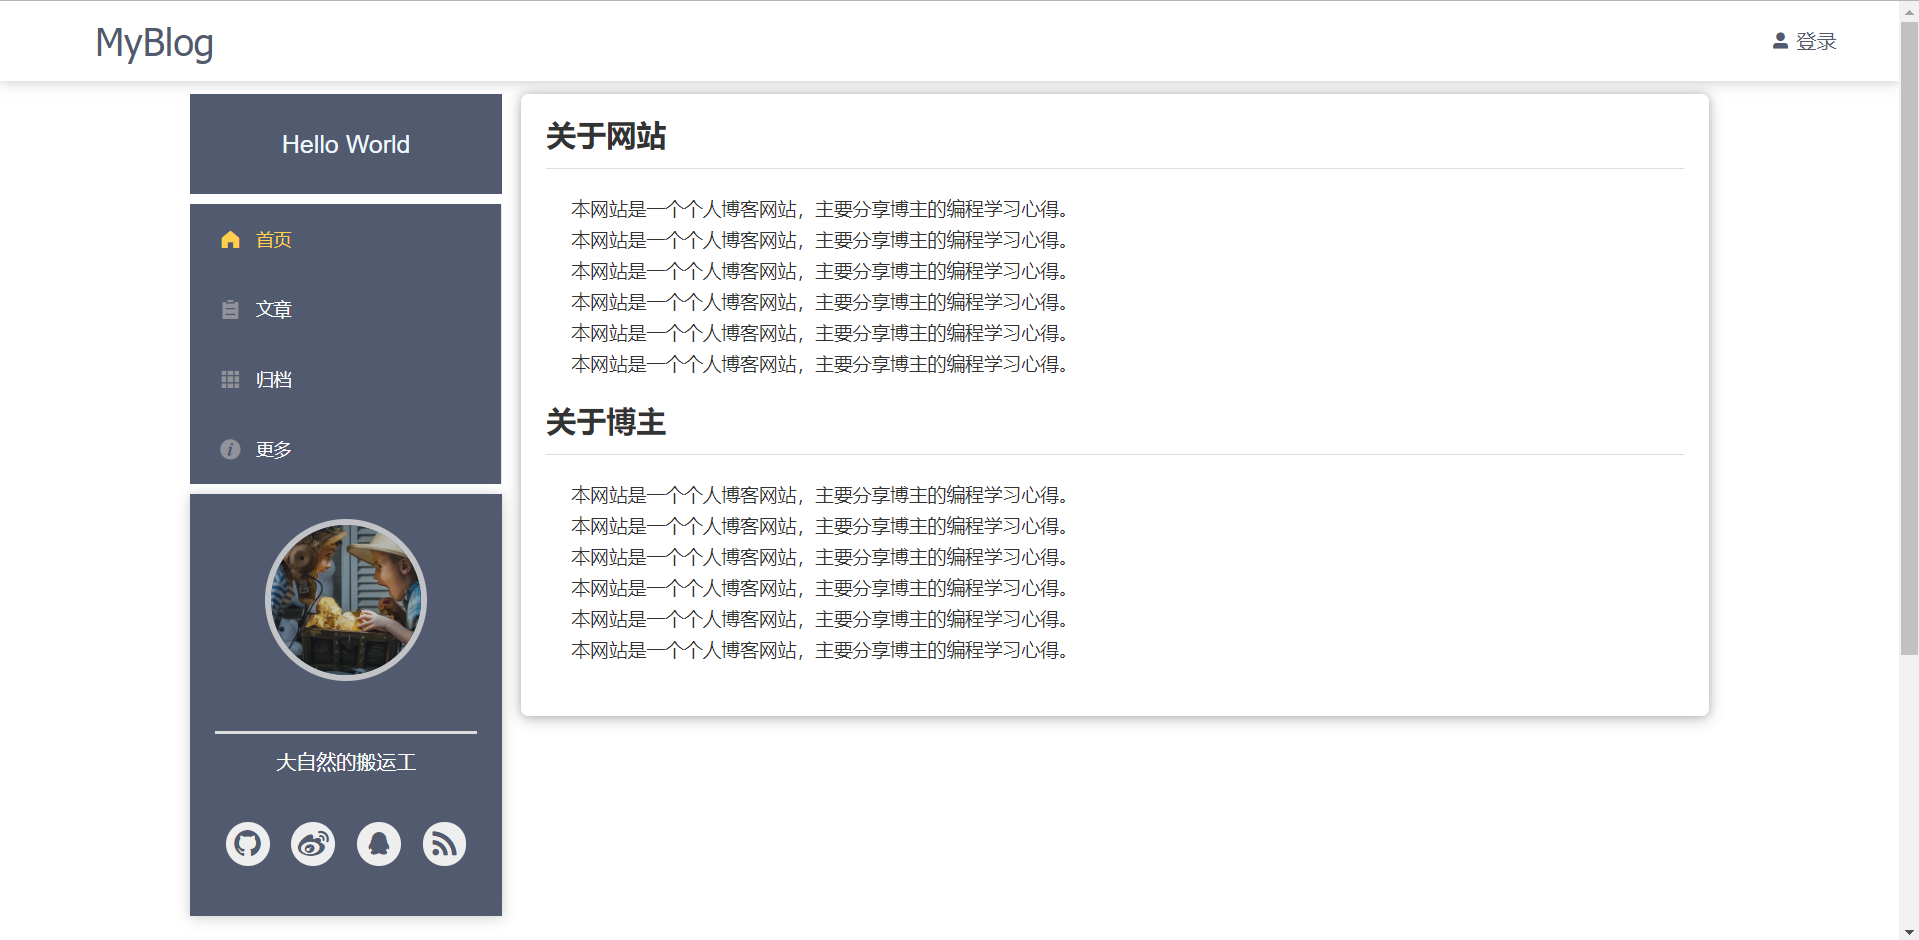 MyBlog
登录
Hello World
首页
文章
归档
更多
大自然的搬运工
关于网站
本网站是一个个人博客网站，主要分享博主的编程学习心得。
本网站是一个个人博客网站，主要分享博主的编程学习心得。
本网站是一个个人博客网站，主要分享博主的编程学习心得。
本网站是一个个人博客网站，主要分享博主的编程学习心得。
本网站是一个个人博客网站，主要分享博主的编程学习心得。
本网站是一个个人博客网站，主要分享博主的编程学习心得。
关于博主
本网站是一个个人博客网站，主要分享博主的编程学习心得。
本网站是一个个人博客网站，主要分享博主的编程学习心得。
本网站是一个个人博客网站，主要分享博主的编程学习心得。
本网站是一个个人博客网站，主要分享博主的编程学习心得。
本网站是一个个人博客网站，主要分享博主的编程学习心得。
本网站是一个个人博客网站，主要分享博主的编程学习心得。